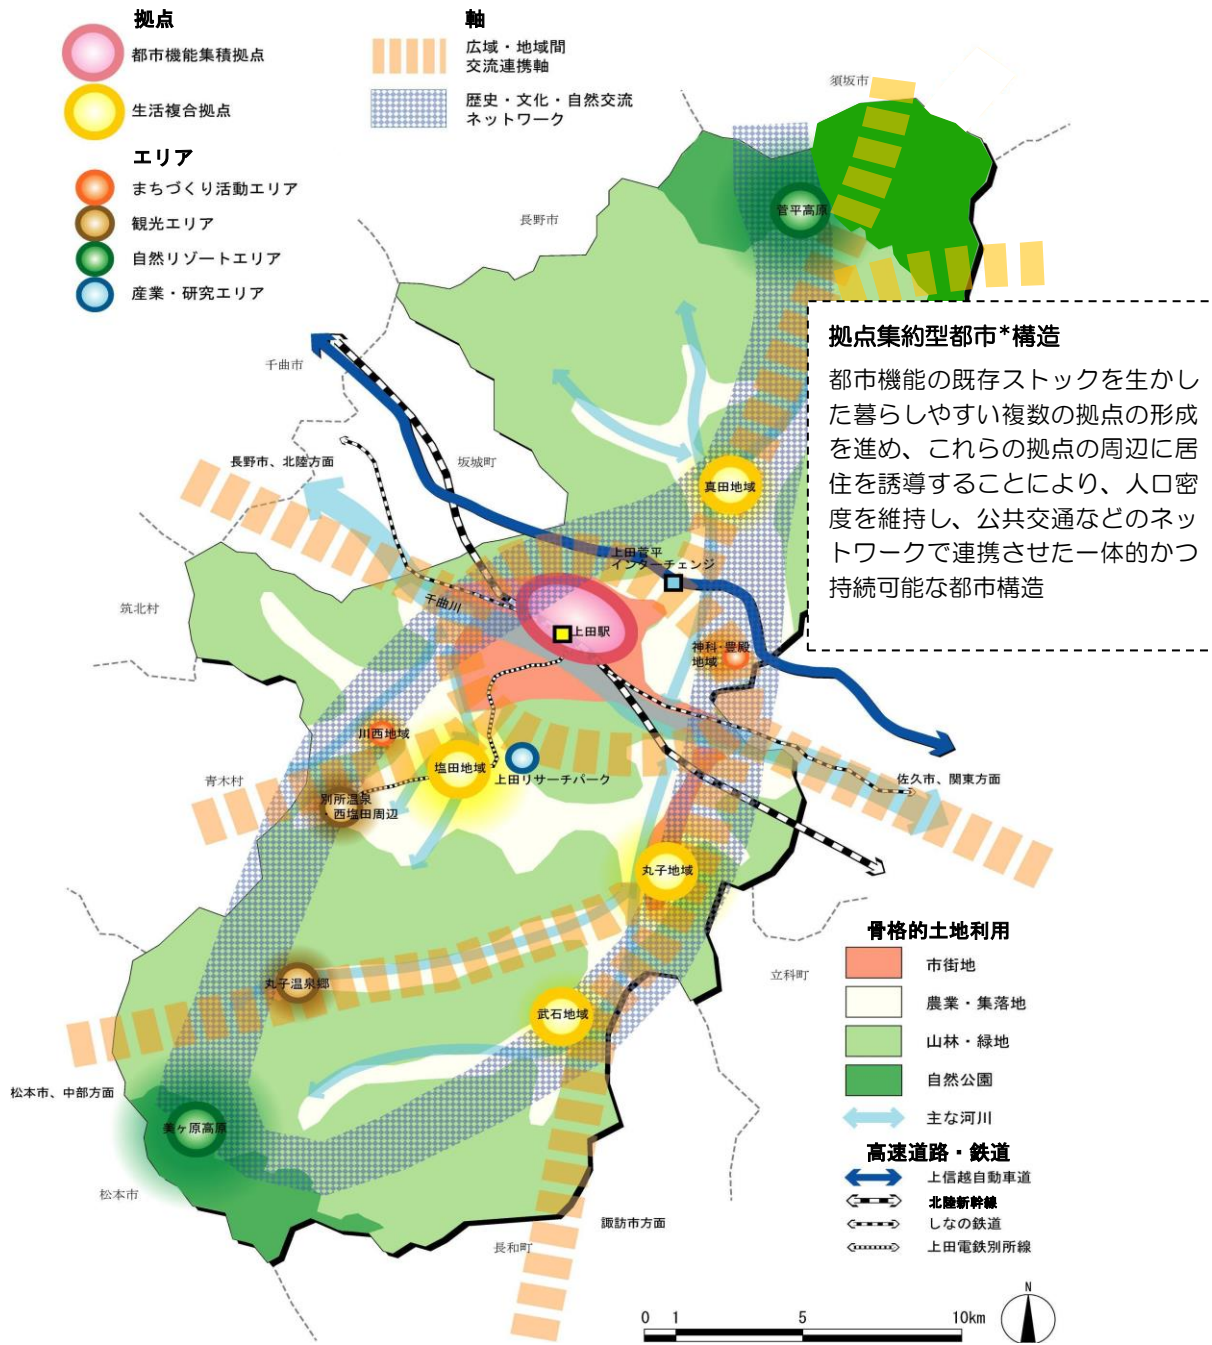 拠点
都市機能集積拠点
生活複合拠点
エリア
まちづくり活動エリア
観光エリア
自然リゾートエリア
産業・研究エリア
軸
広域・地域間
交流連携軸
歴史・文化・自然交流
ネットワーク
須坂市
菅平高原
長野市
千曲市
長野市、北陸方面
坂城町
真田地域
上田菅平
インターチェンジ
千曲川
上田駅
筑北村
神科・豊殿
地域
川西地域
青木村
塩田地域
上田リサーチパーク
別所温泉
・西塩田周辺
佐久市、関東方面
丸子地域
丸子温泉郷
武石地域
立科町
松本市、中部方面
美ヶ原高原
松本市
長和町
諏訪市方面
拠点集約型都市*構造
都市機能の既存ストックを生かし
た暮らしやすい複数の拠点の形成
を進め、これらの拠点の周辺に居
住を誘導することにより、人口密
度を維持し、公共交通などのネッ
トワークで連携させた一体的かつ
持続可能な都市構造
骨格的土地利用
市街地
農業・集落地
山林・緑地
自然公園
主な河川
高速道路・鉄道
上信越自動車道
北陸新幹線
しなの鉄道
上田電鉄別所線
0 1 5 10km
N